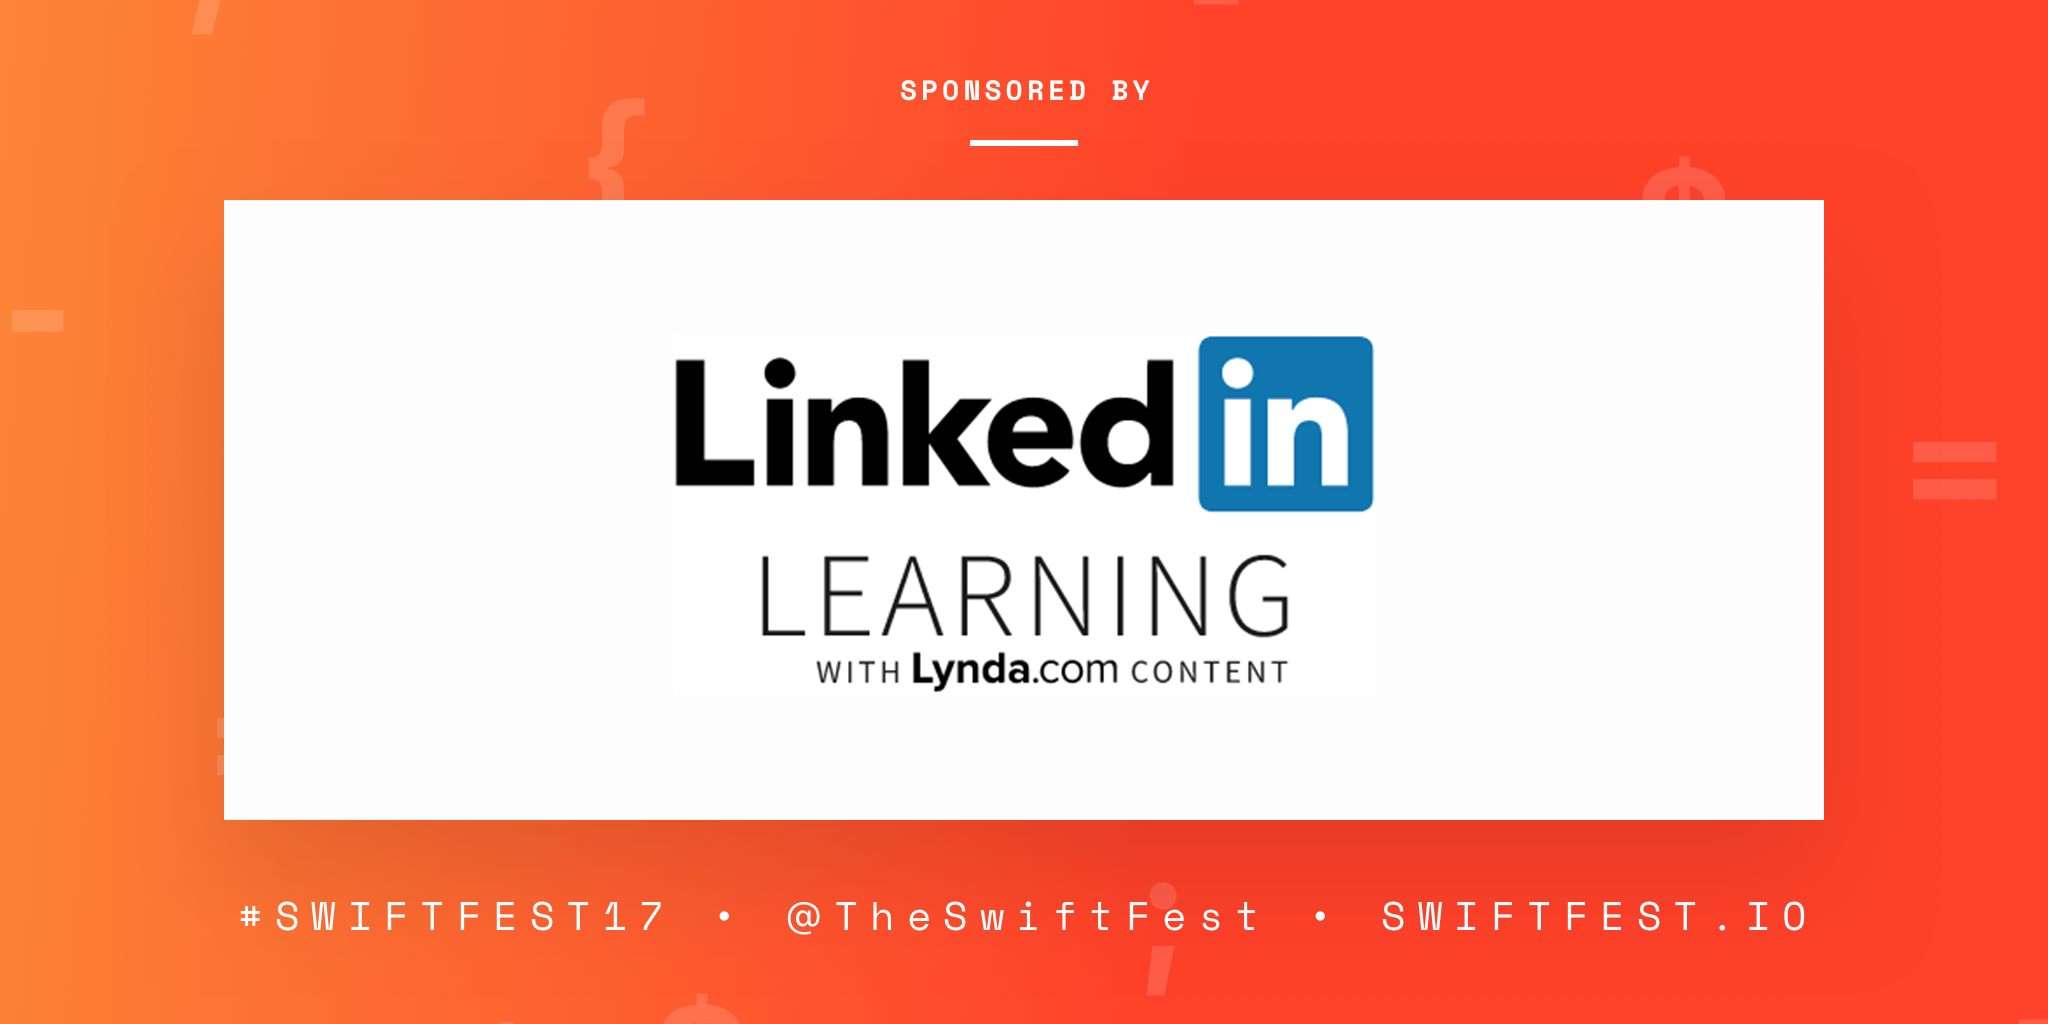 SPONSORED BY
Linked in
LEARNING
WITH Lynda.com CONTENT
#SWIFTFEST17 • @TheSwiftFest • SWIFTFEST.IO